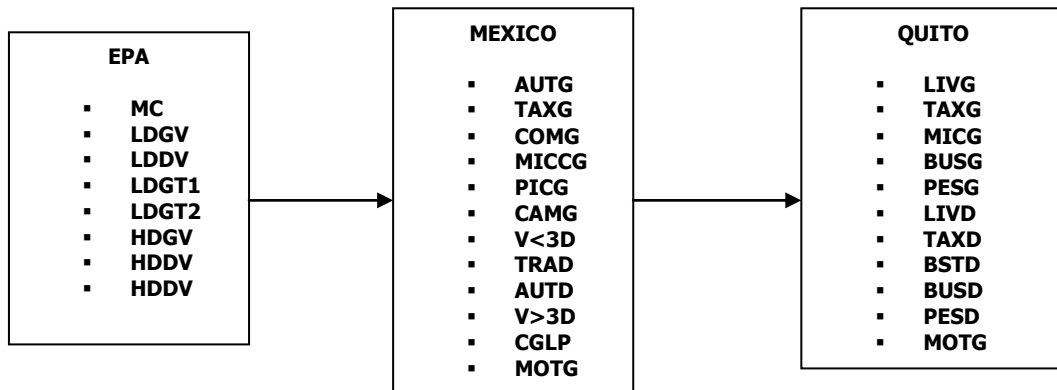 EPA
▪ MC
▪ LDGV
▪ LDDV
▪ LDGT1
▪ LDGT2
▪ HDGV
▪ HDDV
▪ HDDV
MEXICO
▪ AUTG
▪ TAXG
▪ COMG
▪ MICCG
▪ PICG
▪ CAMG
▪ V<3D
▪ TRAD
▪ AUTD
▪ V>3D
▪ CGLP
▪ MOTG
QUITO
▪ LIVG
▪ TAXG
▪ MICG
▪ BUSG
▪ PESG
▪ LIVD
▪ TAXD
▪ BSTD
▪ BUSD
▪ PESD
▪ MOTG